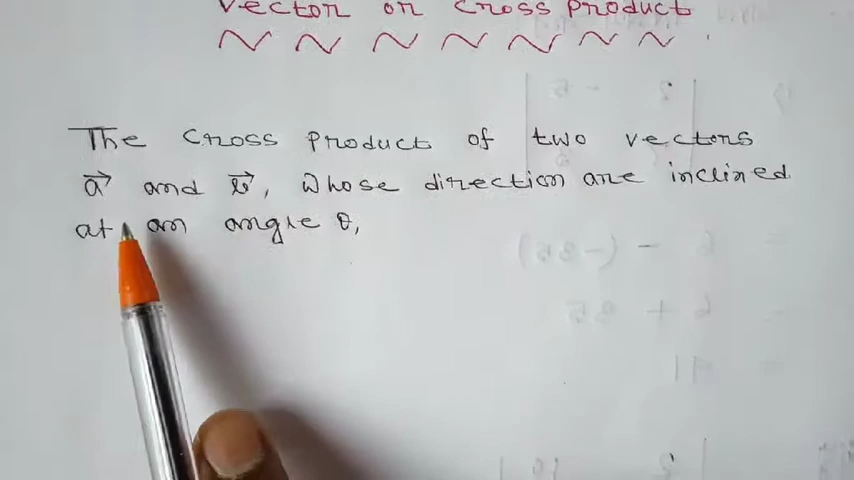 Vector or Cross Product
The cross product of two vectors
a⃗ and b⃗, whose direction are inclined
at an angle θ,